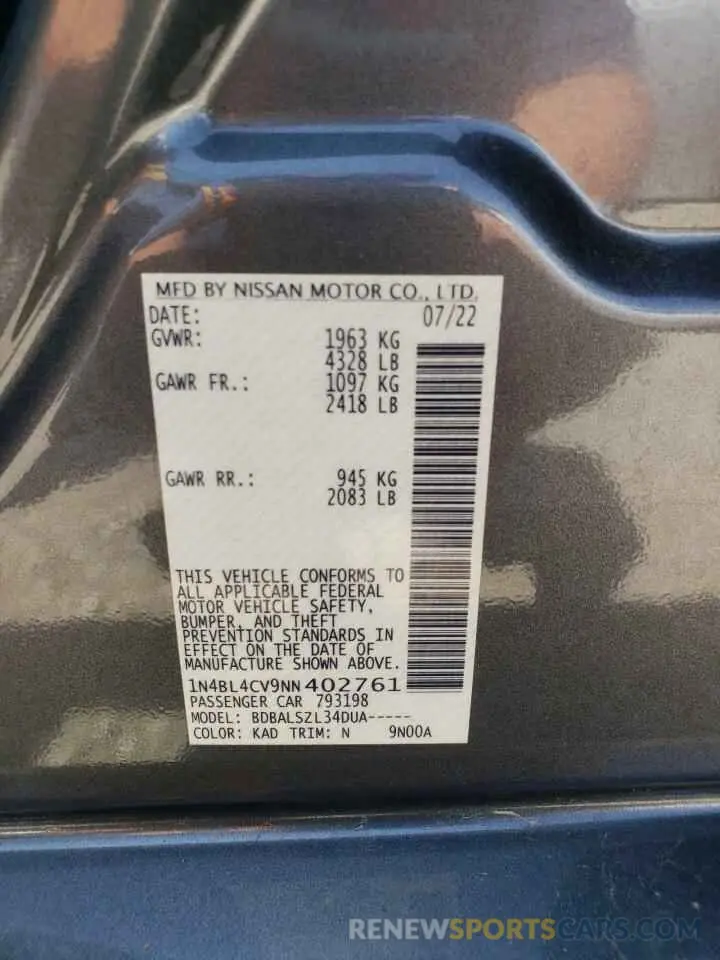 MFD BY NISSAN MOTOR CO., LTD.
DATE: 07/22
GVWR: 1963 KG
4328 LB
GAWR FR.: 1097 KG
2418 LB
GAWR RR.: 945 KG
2083 LB
THIS VEHICLE CONFORMS TO
ALL APPLICABLE FEDERAL
MOTOR VEHICLE SAFETY,
BUMPER, AND THEFT
PREVENTION STANDARDS IN
EFFECT ON THE DATE OF
MANUFACTURE SHOWN ABOVE.
1N4BL4CV9NN402761
PASSENGER CAR 793198
MODEL: BDBALSZL34DUA-----
COLOR: KAD TRIM: N 9N00A
RENEWSPORTSCARS.COM